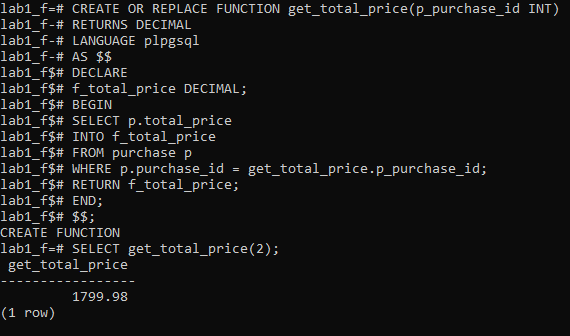 lab1_f=# CREATE OR REPLACE FUNCTION get_total_price(p_purchase_id INT)
lab1_f-# RETURNS DECIMAL
lab1_f-# LANGUAGE plpgsql
lab1_f-# AS $$
lab1_f$# DECLARE
lab1_f$# f_total_price DECIMAL;
lab1_f$# BEGIN
lab1_f$# SELECT p.total_price
lab1_f$# INTO f_total_price
lab1_f$# FROM purchase p
lab1_f$# WHERE p.purchase_id = get_total_price.p_purchase_id;
lab1_f$# RETURN f_total_price;
lab1_f$# END;
lab1_f$# $$;
CREATE FUNCTION
lab1_f=# SELECT get_total_price(2);
 get_total_price
-----------------
         1799.98
(1 row)